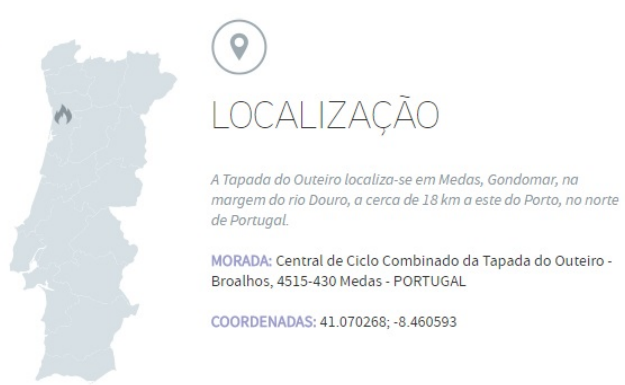 LOCALIZAÇÃO
A Tapada do Outeiro localiza-se em Medas, Gondomar, na
margem do rio Douro, a cerca de 18 km a este do Porto, no norte
de Portugal.
MORADA: Central de Ciclo Combinado da Tapada do Outeiro -
Broalhos, 4515-430 Medas - PORTUGAL
COORDENADAS: 41.070268; -8.460593